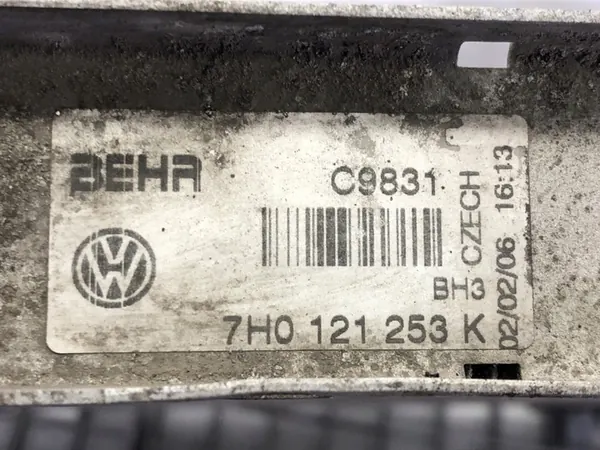 BEHR
C9831
BH3
7H0 121 253 K
CZECH
02/02/06 16:13